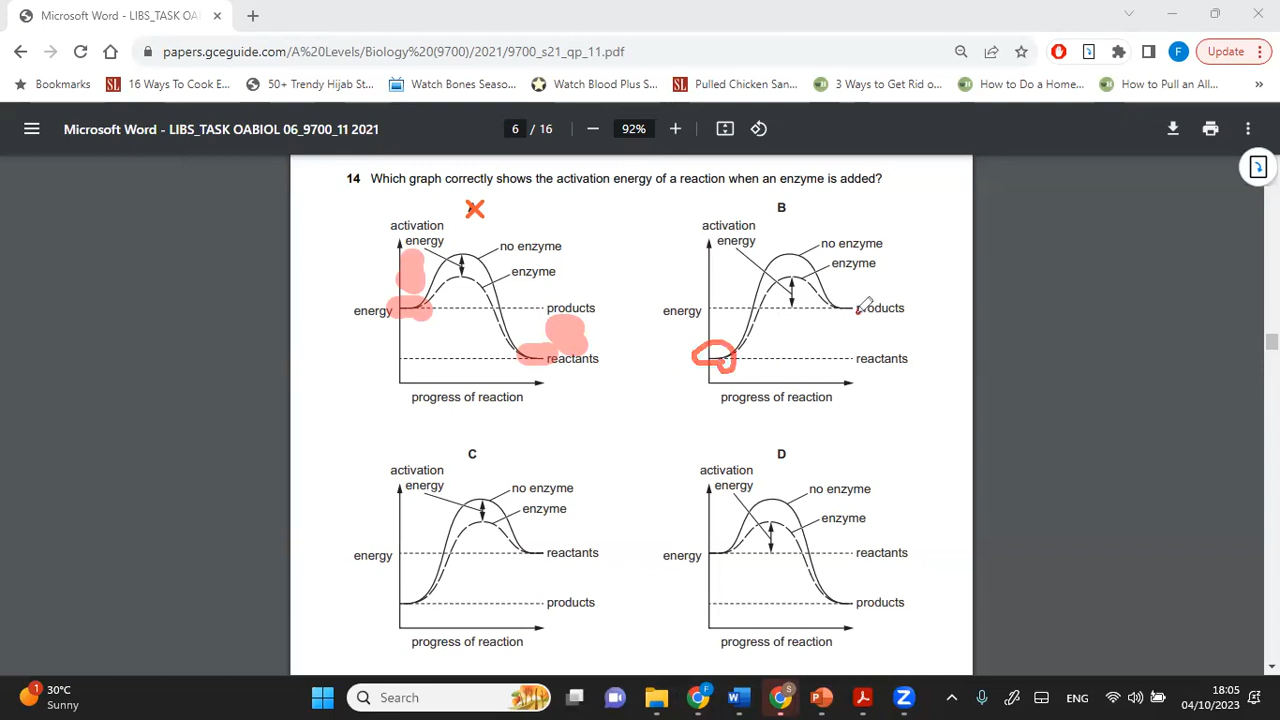 Microsoft Word - LIBS_TASK OA
papers.gceguide.com/A%20Levels/Biology%20(9700)/2021/9700_s21_qp_11.pdf
F
Update
Bookmarks
SL 16 Ways To Cook E...
50+ Trendy Hijab St...
Watch Bones Seaso...
Watch Blood Plus S...
SL Pulled Chicken San...
3 Ways to Get Rid o...
How to Do a Home...
How to Pull an All...
»
Microsoft Word - LIBS_TASK OABIOL 06_9700_11 2021
6 / 16
92%
14 Which graph correctly shows the activation energy of a reaction when an enzyme is added?
activation
energy
no enzyme
enzyme
energy
products
reactants
progress of reaction
B
activation
energy
no enzyme
enzyme
energy
products
reactants
progress of reaction
C
activation
energy
no enzyme
enzyme
energy
reactants
products
progress of reaction
D
activation
energy
no enzyme
enzyme
energy
reactants
products
progress of reaction
1
30°C
Sunny
Search
ENG
18:05
04/10/2023